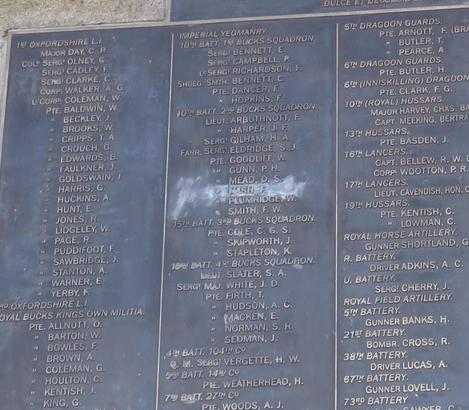 DULCE ET DECORUM
1ST OXFORDSHIRE L.I.
MAJOR DAY, C. R.
COLR SERGT OLNEY, G.
SERGT CADLEY, F.
SERGT CLARKE, C.
CORPL WALKER, A. G.
L/CORPL COLEMAN, W.
PTE. BALDWIN, W.
" BECKLEY, J.
" BROOKS, W.
" CRIPPS, T. A.
" CROUCH, G.
" EDWARDS, B.
" FAULKNER, J.
" GOLDSWAIN, J.
" HARRIS, G.
" HUCKINS, A.
" HUNT, E.
" JONES, R.
" LIDGELEY, W.
" PAGE, R.
" PUDDIFOOT, F.
" SAWBRIDGE, J.
" STANTON, A.
" WARNER, E.
" YERBY, F.
OXFORDSHIRE L.I.
ROYAL BUCKS KINGS OWN MILITIA.
PTE. ALLNUTT, O.
" BARTON, W.
" BOWLES, F.
" BROWN, A.
" COLEMAN, G.
" HOULTON, C.
" KENTISH, J.
" KING, G.
IMPERIAL YEOMANRY.
10TH BATT. 1ST BUCKS SQUADRON.
SERGT BENNETT, E.
SERGT CAMPBELL, P.
L/SERGT RICHARDSON, F.
SHOEG SMITH, BENNETT, C.
PTE DANCER, F.
" HOPKINS, F.
10TH BATT. 2ND BUCKS SQUADRON.
LIEUT. ARBUTHNOTT, F.
" HARPER, J. E.
SERGT GILHAM, H. A.
FARR. SERGT ELDRIDGE, S. J.
PTE GOODLIFF, W.
" GUNN, P. H.
" MEAD, D. S.
" PLUMRIDGE, W.
" SMITH, F. W.
15TH BATT. 3RD BUCKS SQUADRON.
PTE. COLE, C. G. S.
" SKIPWORTH, J.
" STAPLETON, K.
BATT. 4TH BUCKS SQUADRON.
LIEUT. SLATER, S. A.
SERGT MAJ. WHITE, J. D.
PTE. FIRTH, T.
" HUDSON, A. C.
" MACKEN, E.
" NORMAN, S. R.
" SEDMAN, J.
4TH BATT. 104TH CO
Q. M. SERGT VERGETTE, H. W.
5TH BATT. 14TH CO
PTE. WEATHERHEAD, H.
7TH BATT. 27TH CO
PTE. WOODS, A. J.
5TH DRAGOON GUARDS.
PTE. ARNOTT, F. (BRA
" BUTLER, T.
" PEARCE, A.
6TH DRAGOON GUARDS.
PTE. BUTLER, H.
6TH (INNISKILLING) DRAGOON
PTE. CLARK, F. G.
10TH (ROYAL) HUSSARS.
MAJOR HARVEY, CHAS. B
CAPT. MEEKING, BERTRA
13TH HUSSARS.
PTE. BASDEN, J.
16TH LANCERS.
CAPT. BELLEW, R. W. L
CORPL WOOTTON, P. R.
17TH LANCERS.
LIEUT. CAVENDISH, HON.
19TH HUSSARS.
PTE. KENTISH, C.
" LOWMAN, C.
ROYAL HORSE ARTILLERY.
GUNNER SHORTLAND, G
R. BATTERY.
DRIVER ADKINS, A. C.
U. BATTERY.
SERGT CHERRY, J.
ROYAL FIELD ARTILLERY.
5TH BATTERY.
GUNNER BANKS, H.
21ST BATTERY.
BOMBR. CROSS, R.
38TH BATTERY.
DRIVER LUCAS, A.
67TH BATTERY.
GUNNER LOVELL, J.
73RD BATTERY